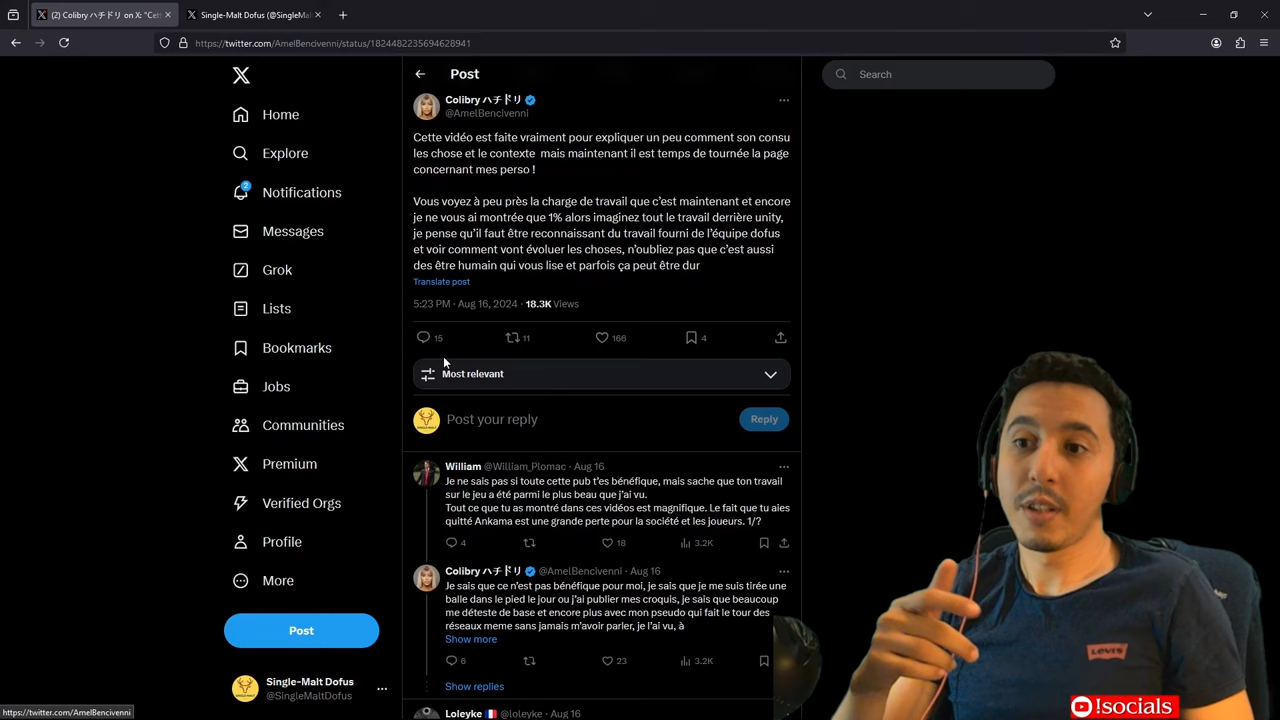 (2) Colibry ハチドリ on X: "Cett
Single-Malt Dofus (@SingleMal
https://twitter.com/AmelBencivenni/status/1824482235694628941
Home
Explore
2
Notifications
Messages
Grok
Lists
Bookmarks
Jobs
Communities
Premium
Verified Orgs
Profile
More
Post
Single-Malt Dofus
@SingleMaltDofus
https://twitter.com/AmelBencivenni
Post
Search
Colibry ハチドリ
@AmelBencivenni
Cette vidéo est faite vraiment pour expliquer un peu comment son consu
les chose et le contexte mais maintenant il est temps de tournée la page
concernant mes perso !
Vous voyez à peu près la charge de travail que c'est maintenant et encore
je ne vous ai montrée que 1% alors imaginez tout le travail derrière unity,
je pense qu'il faut être reconnaissant du travail fourni de l'équipe dofus
et voir comment vont évoluer les choses, n'oubliez pas que c'est aussi
des être humain qui vous lise et parfois ça peut être dur
Translate post
5:23 PM · Aug 16, 2024 · 18.3K Views
15 11 166 4
Most relevant
Post your reply
Reply
William @William_Plomac · Aug 16
Je ne sais pas si toute cette pub t'es bénéfique, mais sache que ton travail
sur le jeu a été parmi le plus beau que j'ai vu.
Tout ce que tu as montré dans ces vidéos est magnifique. Le fait que tu aies
quitté Ankama est une grande perte pour la société et les joueurs. 1/?
4 18 3.2K
Colibry ハチドリ @AmelBencivenni · Aug 16
Je sais que ce n'est pas bénéfique pour moi, je sais que je me suis tirée une
balle dans le pied le jour ou j'ai publier mes croquis, je sais que beaucoup
me déteste de base et encore plus avec mon pseudo qui fait le tour des
réseaux meme sans jamais m'avoir parler, je l'ai vu, à
Show more
6 23 3.2K
Show replies
Loleyke @loleyke · Aug 16
LEVI'S
!socials